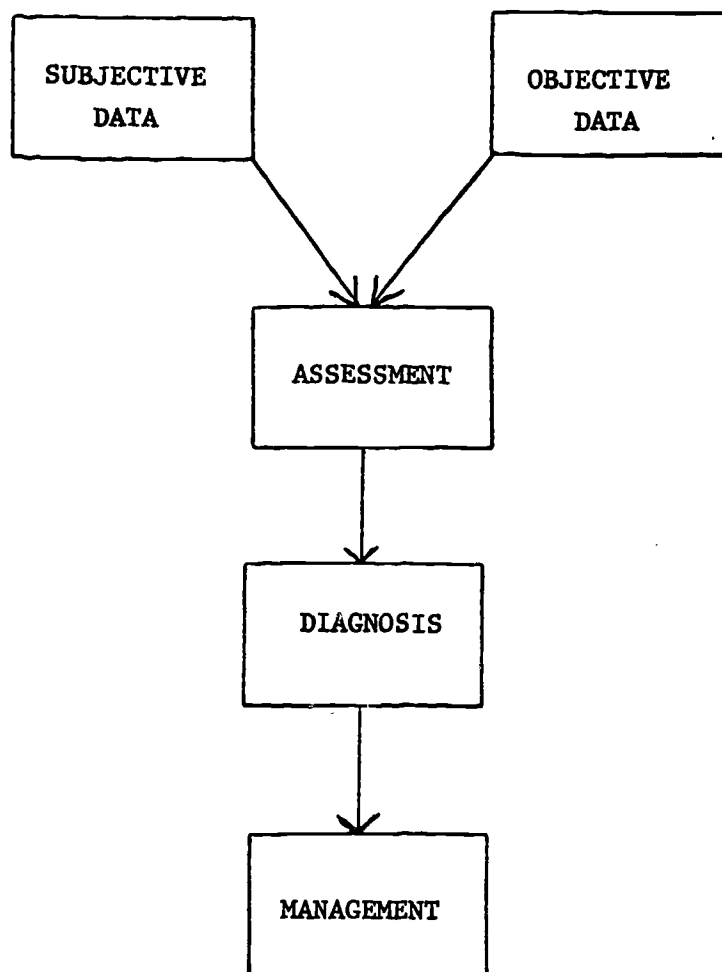 SUBJECTIVE
DATA
OBJECTIVE
DATA
ASSESSMENT
DIAGNOSIS
MANAGEMENT